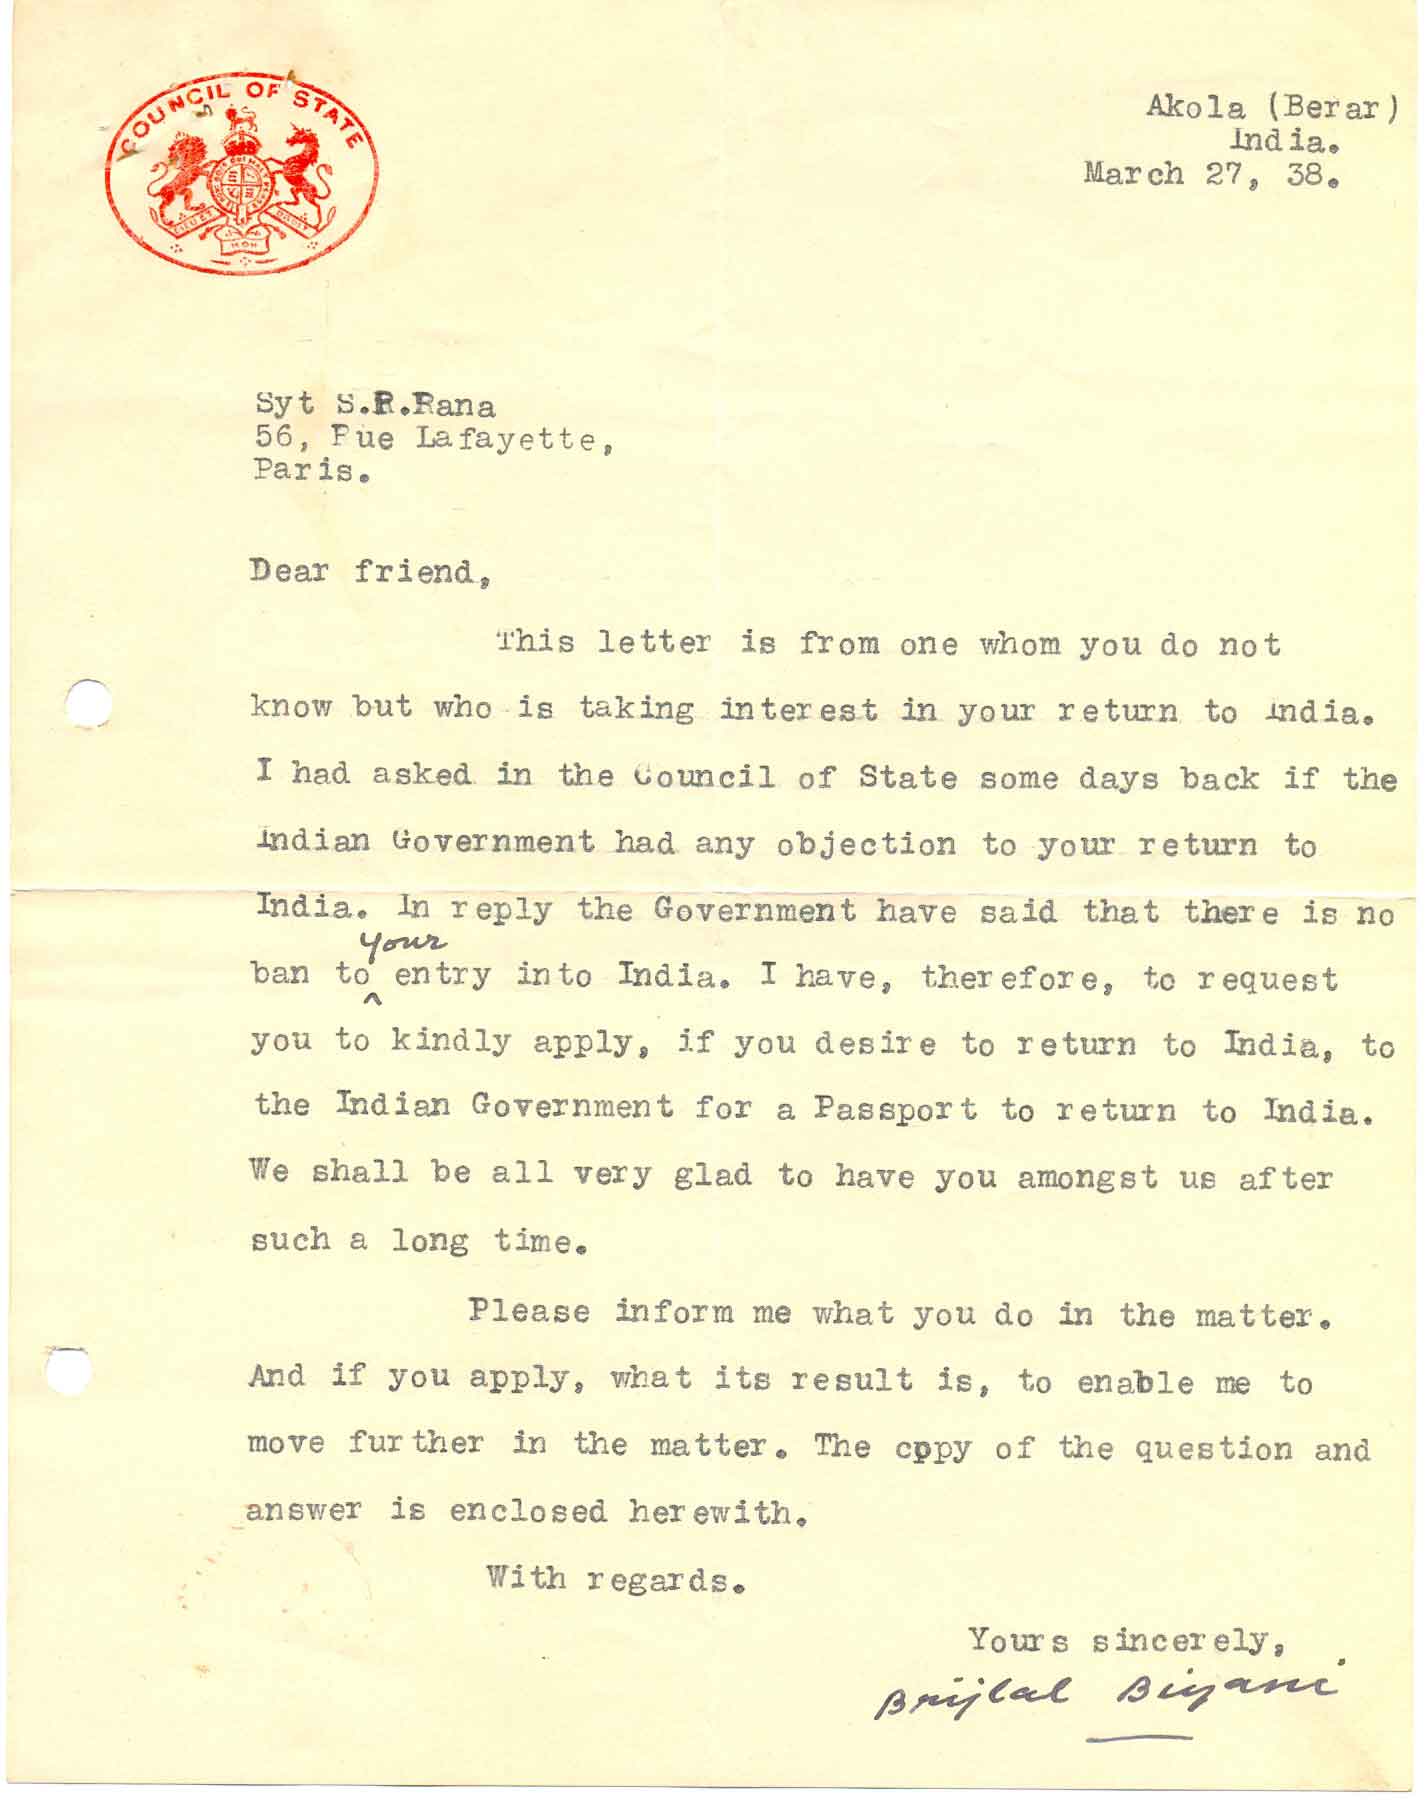 COUNCIL OF STATE
Akola (Berar)
India.
March 27, 38.
Syt S.R.Rana
56, Rue Lafayette,
Paris.
Dear friend,
This letter is from one whom you do not
know but who is taking interest in your return to India.
I had asked in the Council of State some days back if the
Indian Government had any objection to your return to
India. In reply the Government have said that there is no
your
ban to ^ entry into India. I have, therefore, to request
you to kindly apply, if you desire to return to India, to
the Indian Government for a Passport to return to India.
We shall be all very glad to have you amongst us after
such a long time.
Please inform me what you do in the matter.
And if you apply, what its result is, to enable me to
move further in the matter. The cppy of the question and
answer is enclosed herewith.
With regards.
Yours sincerely,
Brijlal Biyani